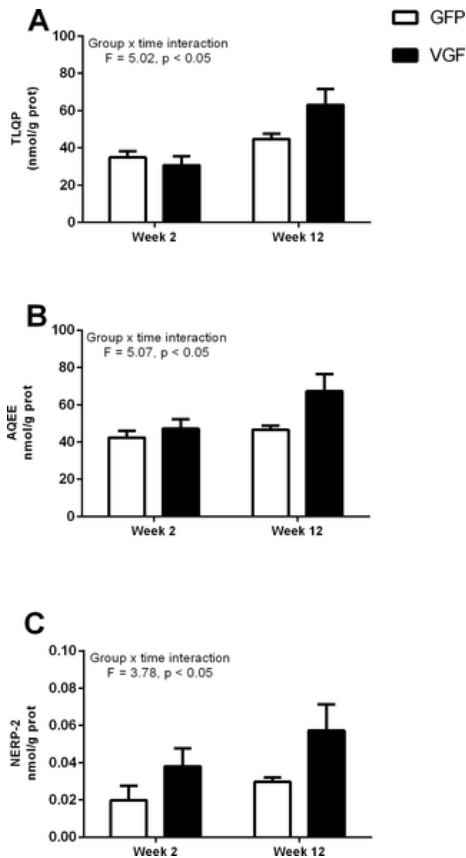 GFP
VGF
A
Group x time interaction
F = 5.02, p < 0.05
TLQP
(nmol/g prot)
100
80
60
40
20
0
Week 2
Week 12
B
Group x time interaction
F = 5.07, p < 0.05
AQEE
nmol/g prot
100
80
60
40
20
0
Week 2
Week 12
C
Group x time interaction
F = 3.78, p < 0.05
NERP-2
nmol/g prot
0.10
0.08
0.06
0.04
0.02
0.00
Week 2
Week 12